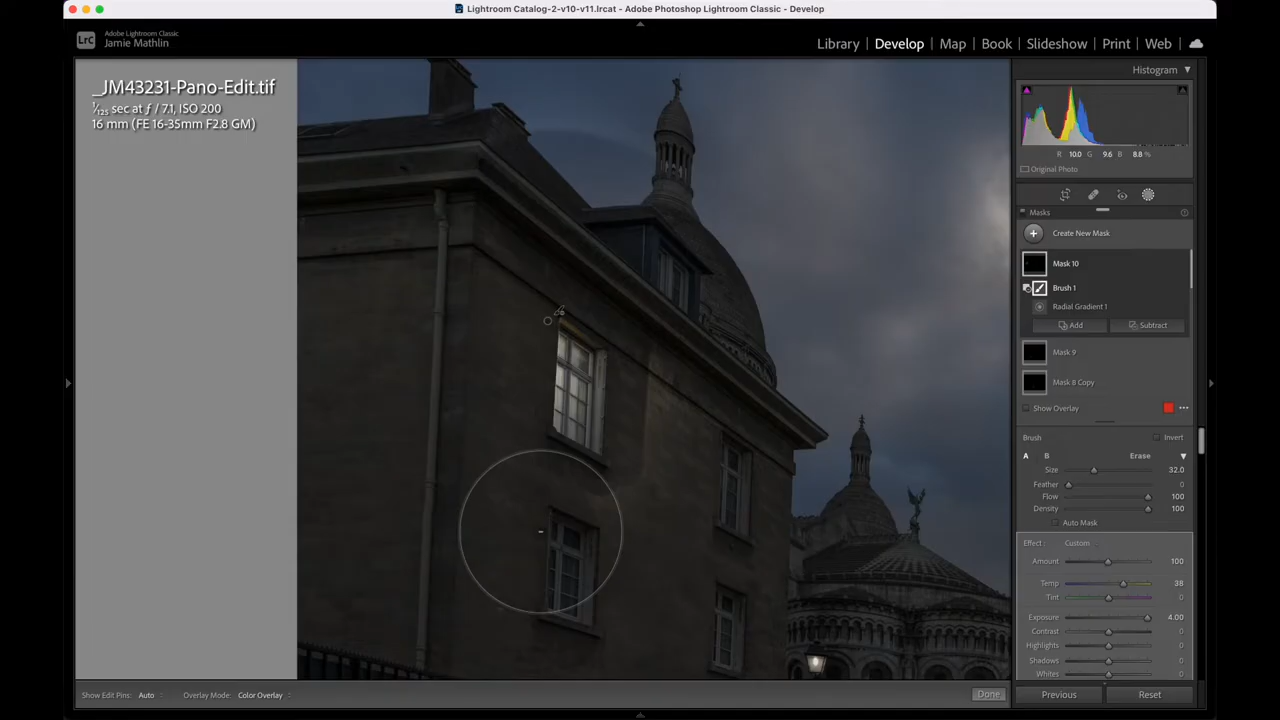 Lightroom Catalog-2-v10-v11.lrcat - Adobe Photoshop Lightroom Classic - Develop
LrC
Adobe Lightroom Classic
Jamie Mathlin
Library | Develop | Map | Book | Slideshow | Print | Web
_JM43231-Pano-Edit.tif
1/125 sec at ƒ / 7.1, ISO 200
16 mm (FE 16-35mm F2.8 GM)
Histogram
R 10.0 G 9.6 B 8.8 %
Original Photo
Masks
Create New Mask
Mask 10
Brush 1
Radial Gradient 1
Add Subtract
Mask 9
Mask 8 Copy
Show Overlay
Brush Invert
A B Erase
Size 32.0
Feather 0
Flow 100
Density 100
Auto Mask
Effect: Custom
Amount 100
Temp 38
Tint 0
Exposure 4.00
Contrast 0
Highlights 0
Shadows 0
Whites 0
Show Edit Pins: Auto Overlay Mode: Color Overlay Done
Previous Reset